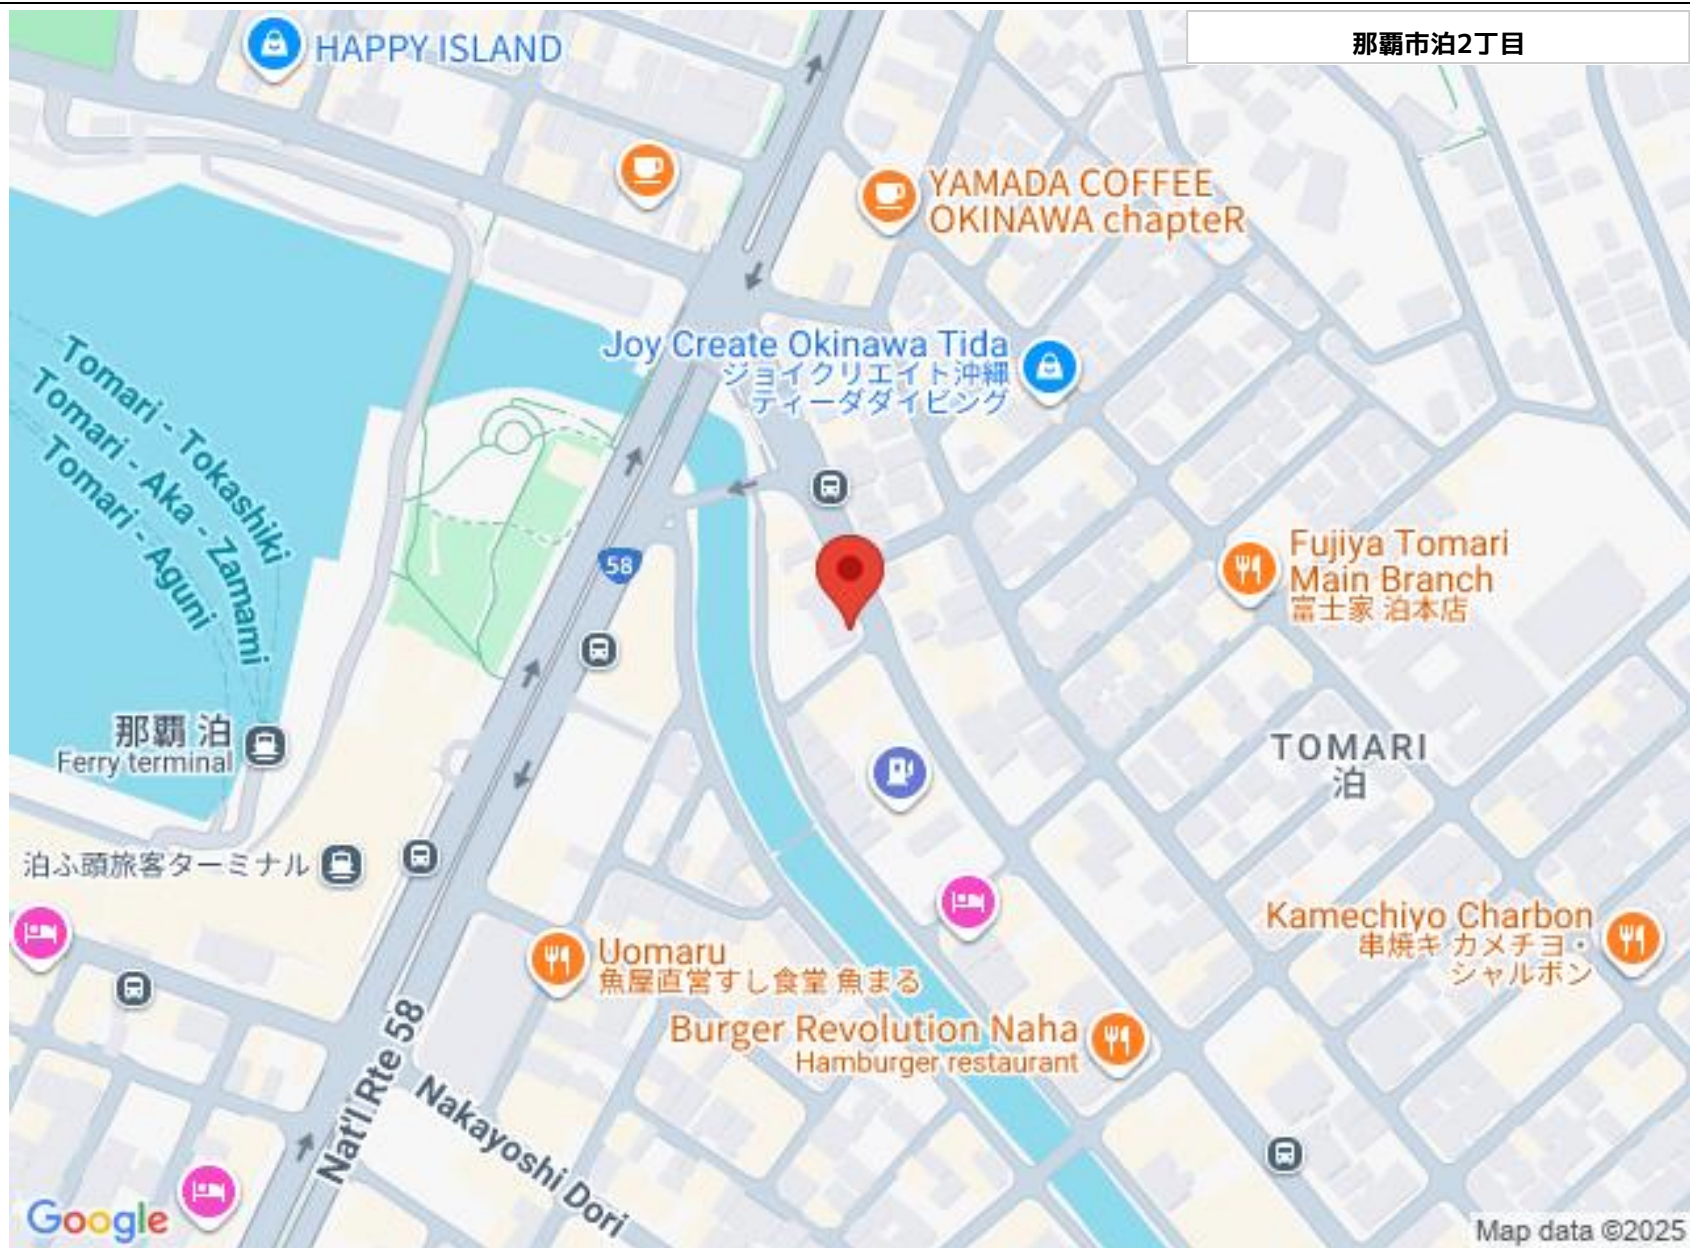 那覇市泊2丁目
HAPPY ISLAND
YAMADA COFFEE
OKINAWA chapteR
Joy Create Okinawa Tida
ジョイクリエイト沖縄
ティーダダイビング
Tomari - Tokashiki
Tomari - Aka - Zamami
Tomari - Aguni
58
Fujiya Tomari
Main Branch
富士家 泊本店
那覇 泊
Ferry terminal
TOMARI
泊
泊ふ頭旅客ターミナル
Kamechiyo Charbon
串焼キ カメチヨ・
シャルボン
Uomaru
魚屋直営すし食堂 魚まる
Burger Revolution Naha
Hamburger restaurant
Nat'l Rte 58
Nakayoshi Dori
Google
Map data ©2025